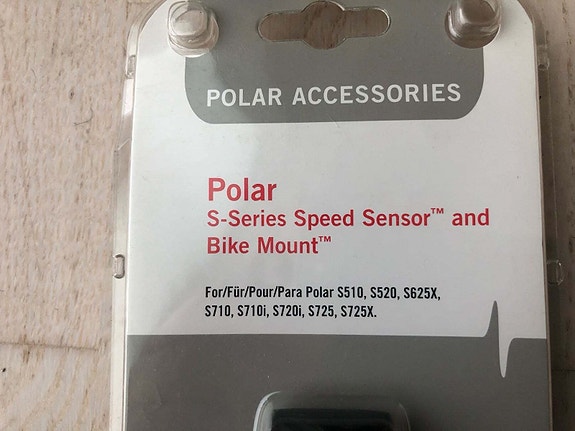 POLAR ACCESSORIES
Polar
S-Series Speed Sensor™ and
Bike Mount™
For/Für/Pour/Para Polar S510, S520, S625X,
S710, S710i, S720i, S725, S725X.